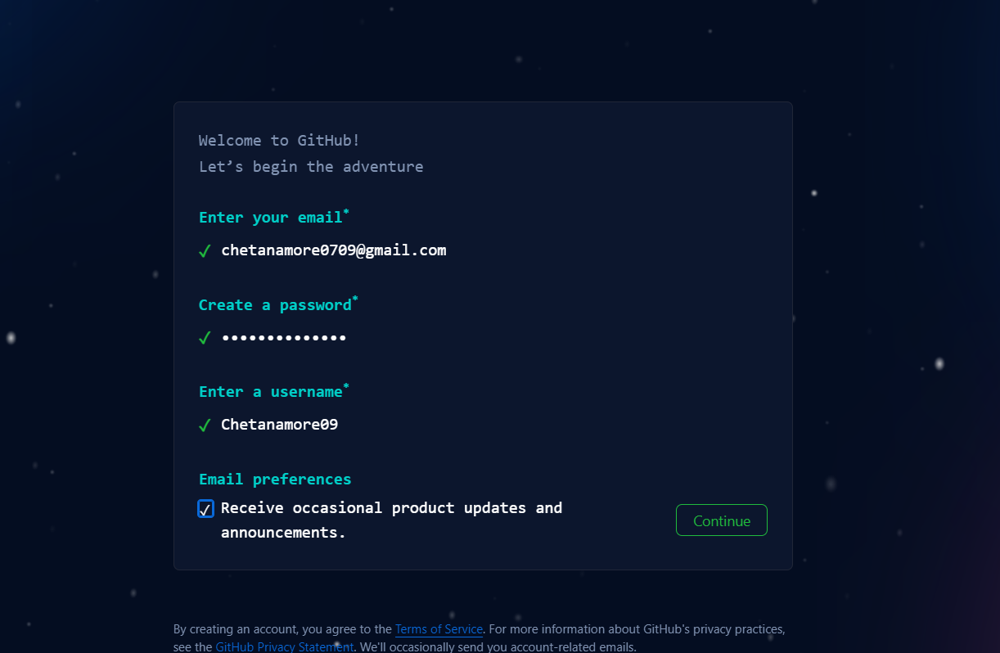 Welcome to GitHub!
Let’s begin the adventure
Enter your email*
✓ chetanamore0709@gmail.com
Create a password*
✓ ••••••••••••••
Enter a username*
✓ Chetanamore09
Email preferences
✓ Receive occasional product updates and
announcements.
Continue
By creating an account, you agree to the Terms of Service. For more information about GitHub's privacy practices,
see the GitHub Privacy Statement. We'll occasionally send you account-related emails.